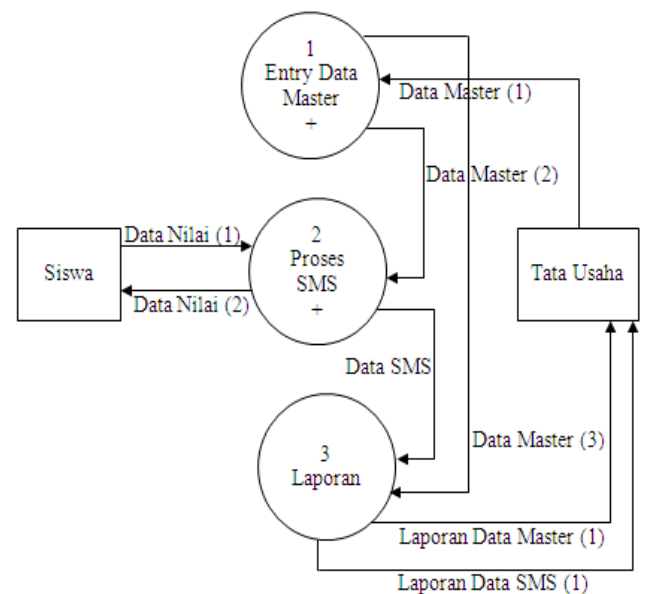 1
Entry Data
Master
+
Data Master (1)
Data Master (2)
Siswa
Data Nilai (1)
Data Nilai (2)
2
Proses
SMS
+
Tata Usaha
Data SMS
3
Laporan
Data Master (3)
Laporan Data Master (1)
Laporan Data SMS (1)